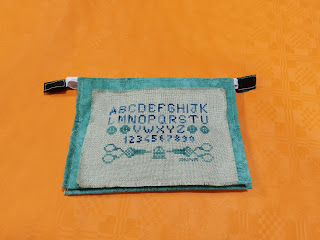 ABCDEFGHIJK
LMNOPQRSTU
VWXYZ
1234567890